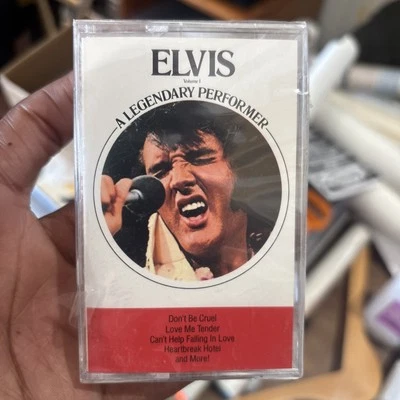 ELVIS
Volume 1
A LEGENDARY PERFORMER
Don't Be Cruel
Love Me Tender
Can't Help Falling In Love
Heartbreak Hotel
and More!